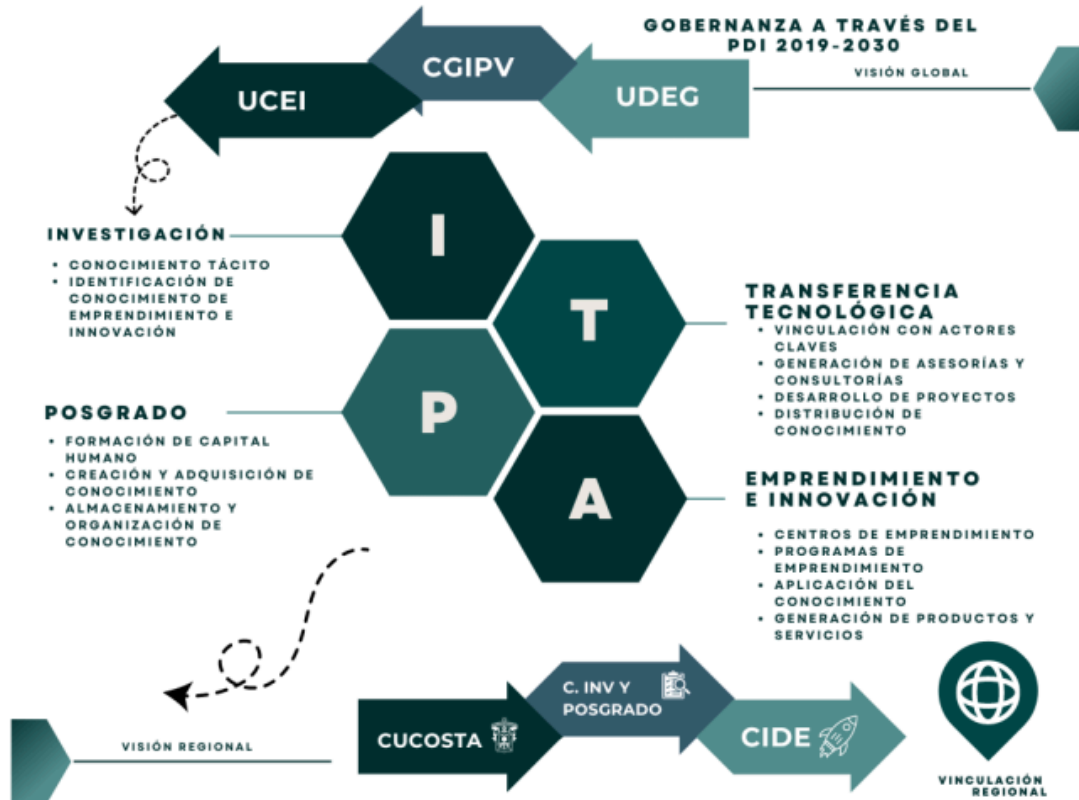 GOBERNANZA A TRAVÉS DEL
PDI 2019-2030
VISIÓN GLOBAL
UCEI
CGIPV
UDEG
I
T
P
A
INVESTIGACIÓN
• CONOCIMIENTO TÁCITO
• IDENTIFICACIÓN DE
CONOCIMIENTO DE
EMPRENDIMIENTO E
INNOVACIÓN
TRANSFERENCIA
TECNOLÓGICA
• VINCULACIÓN CON ACTORES
CLAVES
• GENERACIÓN DE ASESORÍAS Y
CONSULTORÍAS
• DESARROLLO DE PROYECTOS
• DISTRIBUCIÓN DE
CONOCIMIENTO
POSGRADO
• FORMACIÓN DE CAPITAL
HUMANO
• CREACIÓN Y ADQUISICIÓN DE
CONOCIMIENTO
• ALMACENAMIENTO Y
ORGANIZACIÓN DE
CONOCIMIENTO
EMPRENDIMIENTO
E INNOVACIÓN
• CENTROS DE EMPRENDIMIENTO
• PROGRAMAS DE
EMPRENDIMIENTO
• APLICACIÓN DEL
CONOCIMIENTO
• GENERACIÓN DE PRODUCTOS Y
SERVICIOS
VISIÓN REGIONAL
CUCOSTA
C. INV Y
POSGRADO
CIDE
VINCULACIÓN
REGIONAL